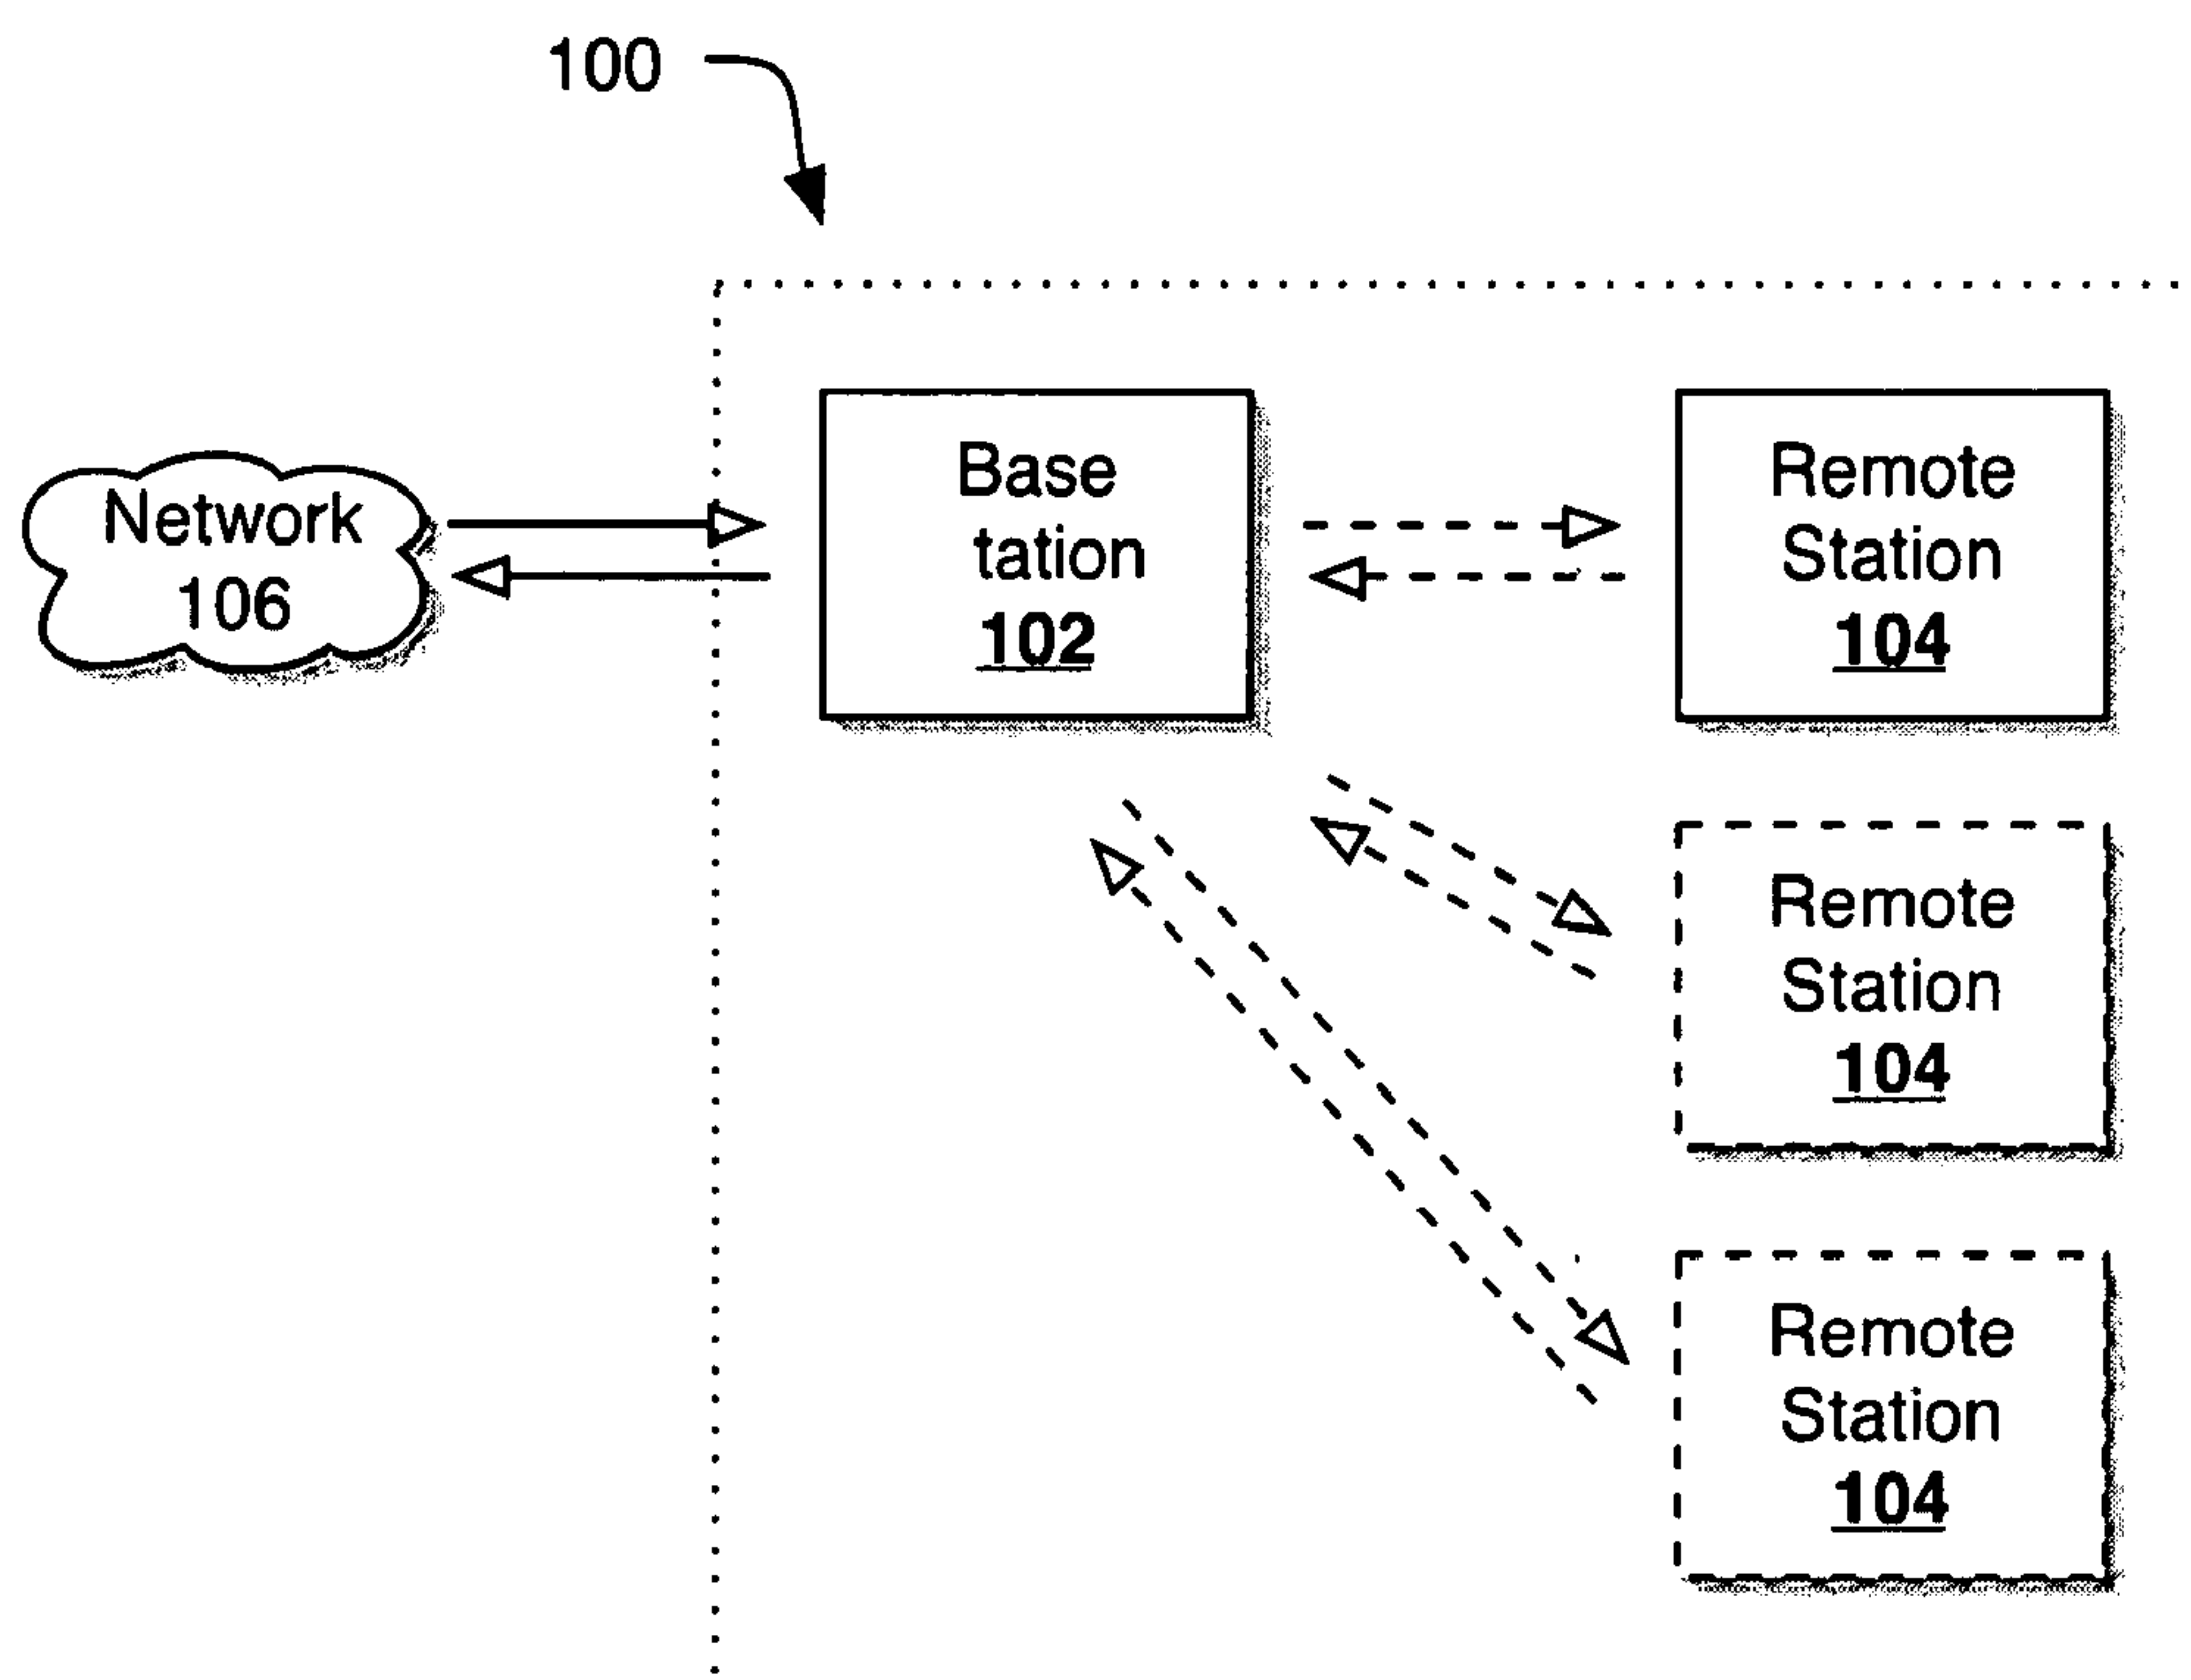 100
Network
106
Base
tation
102
Remote
Station
104
Remote
Station
104
Remote
Station
104